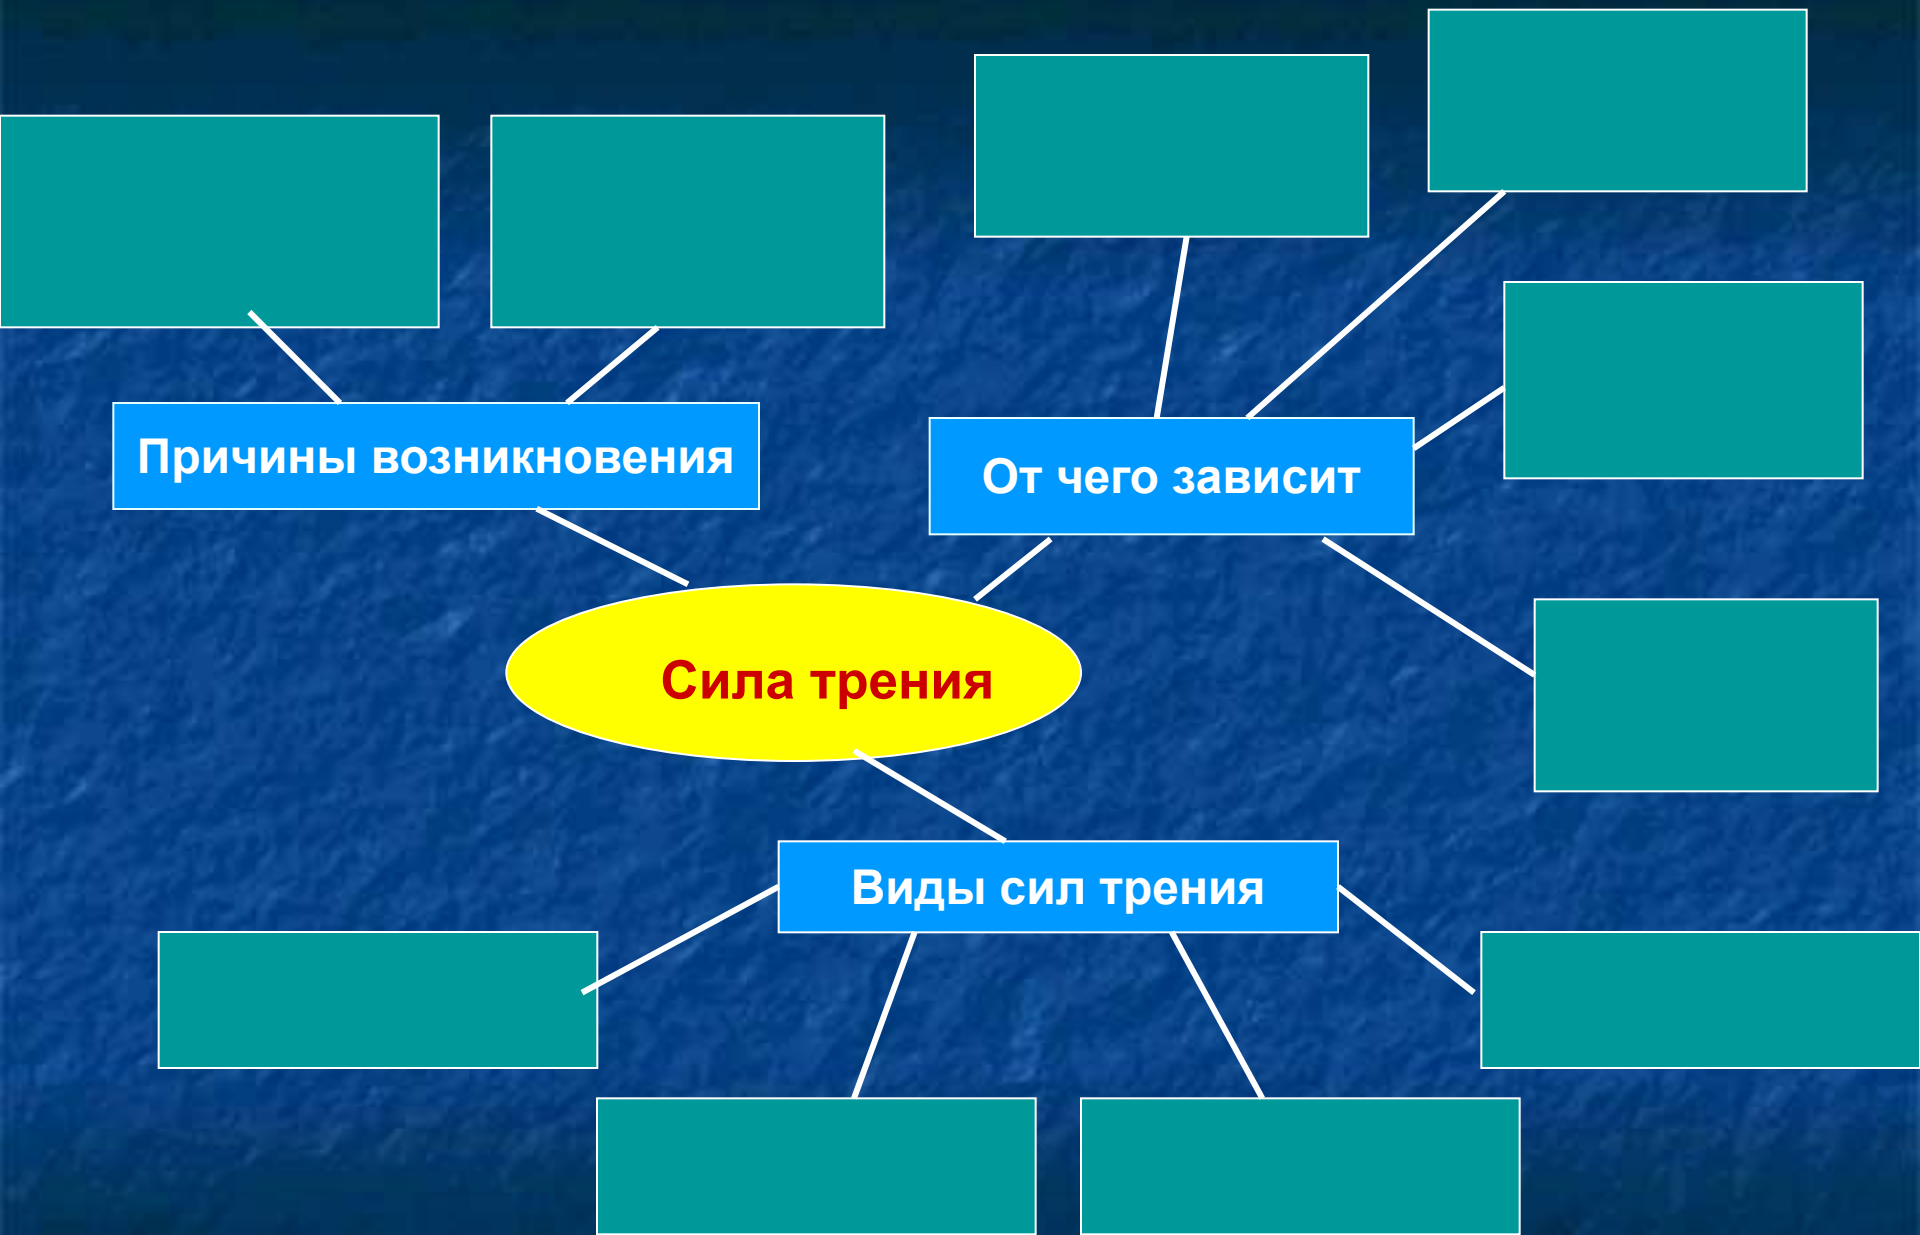 Причины возникновения
От чего зависит
Сила трения
Виды сил трения